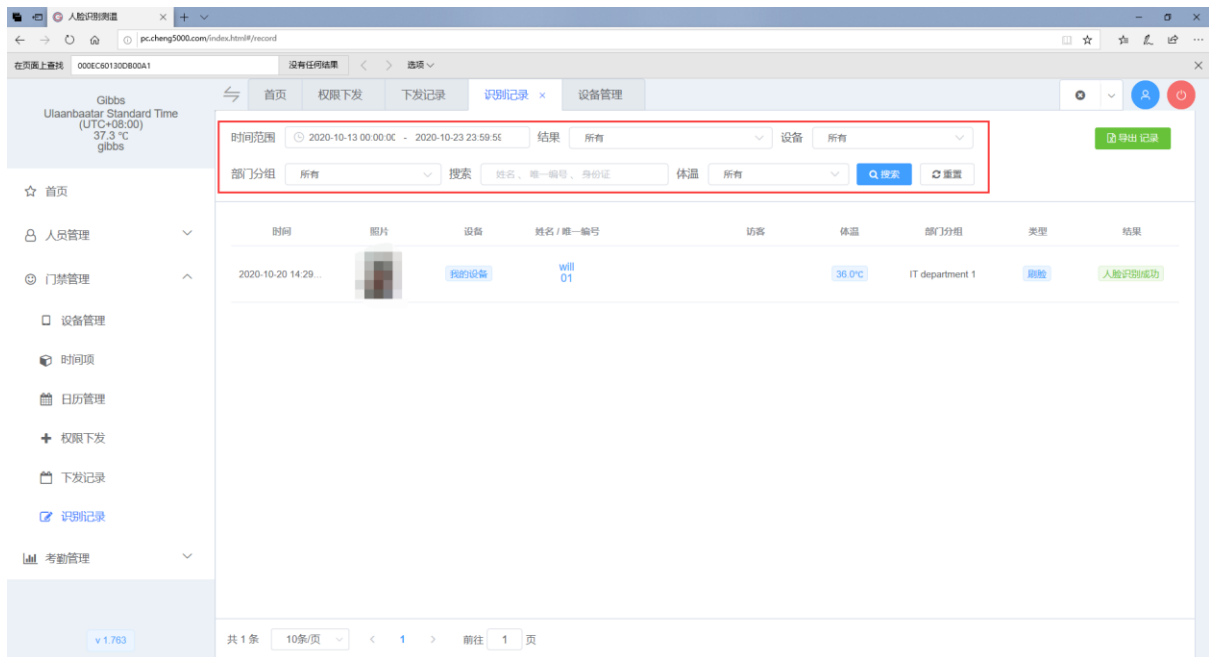 人脸识别测温
pc.cheng5000.com/index.html#/record
在页面上查找 000EC60130DB00A1 没有任何结果 选项
Gibbs
Ulaanbaatar Standard Time
(UTC+08:00)
37.3 °C
gibbs
首页 权限下发 下发记录 识别记录 × 设备管理
时间范围 2020-10-13 00:00:00 - 2020-10-23 23:59:59 结果 所有 设备 所有 导出 记录
部门分组 所有 搜索 姓名、唯一编号、身份证 体温 所有 搜索 重置
首页
人员管理
门禁管理
设备管理
时间项
日历管理
权限下发
下发记录
识别记录
考勤管理
v 1.763
时间 照片 设备 姓名 / 唯一编号 访客 体温 部门分组 类型 结果
2020-10-20 14:29... 我的设备 will 36.0°C IT department 1 刷脸 人脸识别成功
01
共 1 条 10条/页 < 1 > 前往 1 页